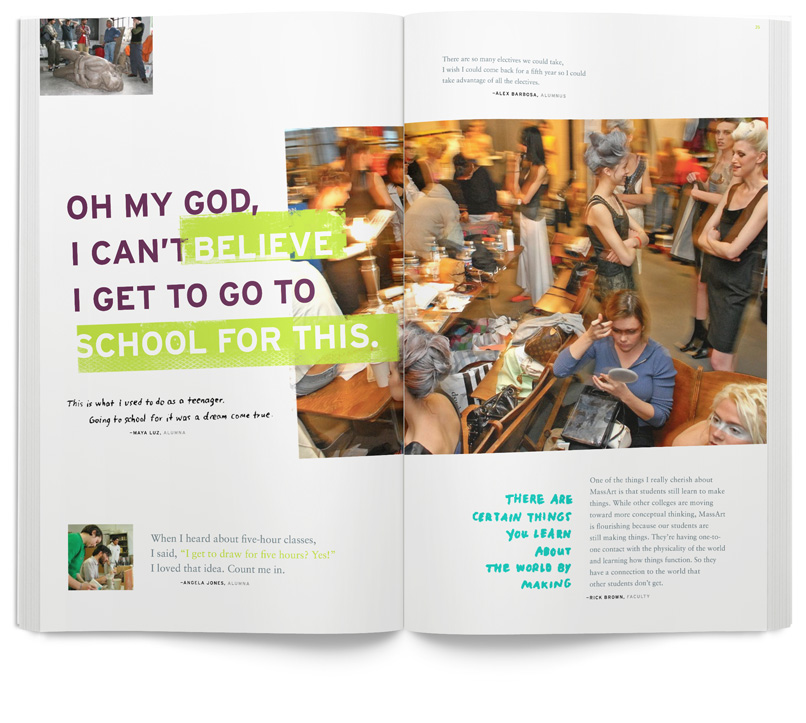 OH MY GOD,
I CAN'T BELIEVE
I GET TO GO TO
SCHOOL FOR THIS.
This is what i used to do as a teenager.
Going to school for it was a dream come true.
–MAYA LUZ, ALUMNA
When I heard about five-hour classes,
I said, “I get to draw for five hours? Yes!”
I loved that idea. Count me in.
–ANGELA JONES, ALUMNA
There are so many electives we could take,
I wish I could come back for a fifth year so I could
take advantage of all the electives.
–ALEX BARBOSA, ALUMNUS
THERE ARE
CERTAIN THINGS
YOU LEARN
ABOUT
THE WORLD BY
MAKING
One of the things I really cherish about
MassArt is that students still learn to make
things. While other colleges are moving
toward more conceptual thinking, MassArt
is flourishing because our students are
still making things. They're having one-to-
one contact with the physicality of the world
and learning how things function. So they
have a connection to the world that
other students don't get.
–RICK BROWN, FACULTY